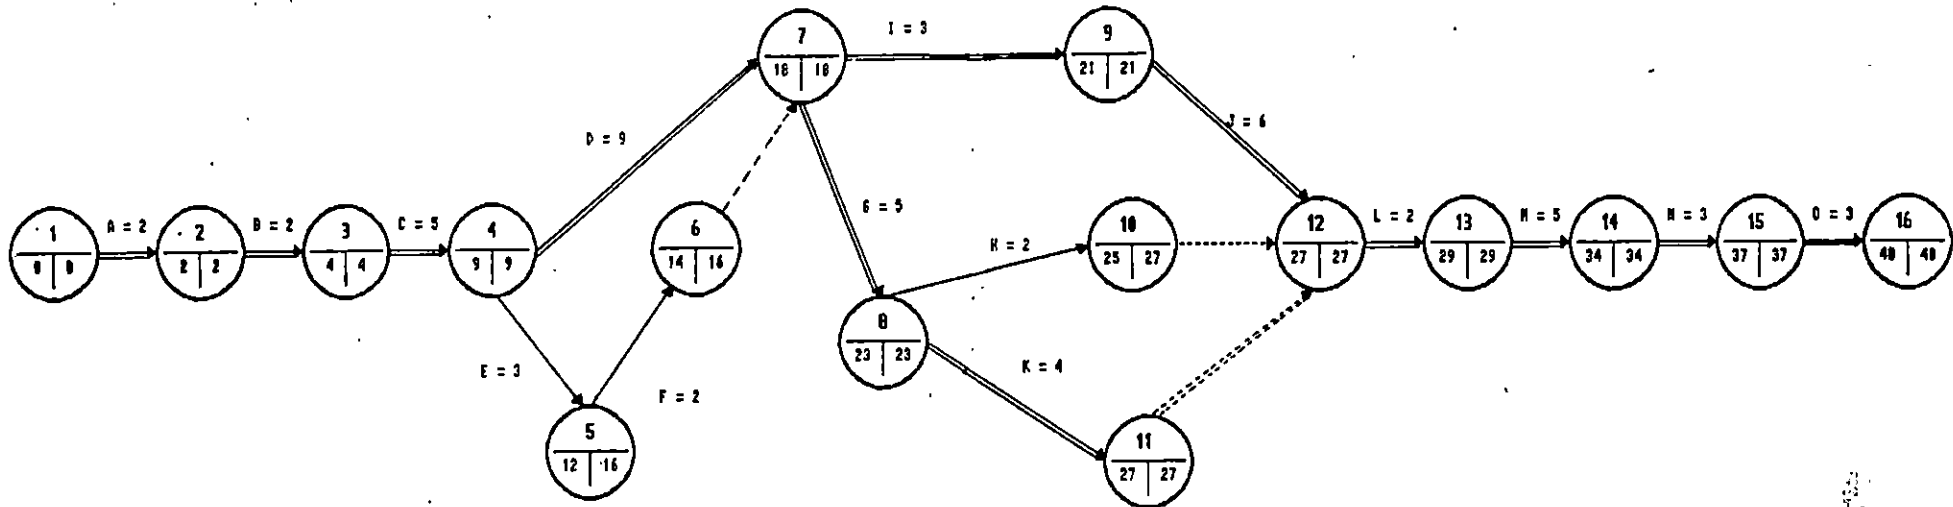 7
I = 3
9
18 18
21 21
D = 9
J = 6
G = 5
1
0 0
A = 2
2
2 2
B = 2
3
4 4
C = 5
4
9 9
6
14 16
H = 2
10
25 27
12
27 27
L = 2
13
29 29
M = 5
14
34 34
N = 3
15
37 37
O = 3
16
40 40
8
23 23
E = 3
F = 2
K = 4
5
12 16
11
27 27